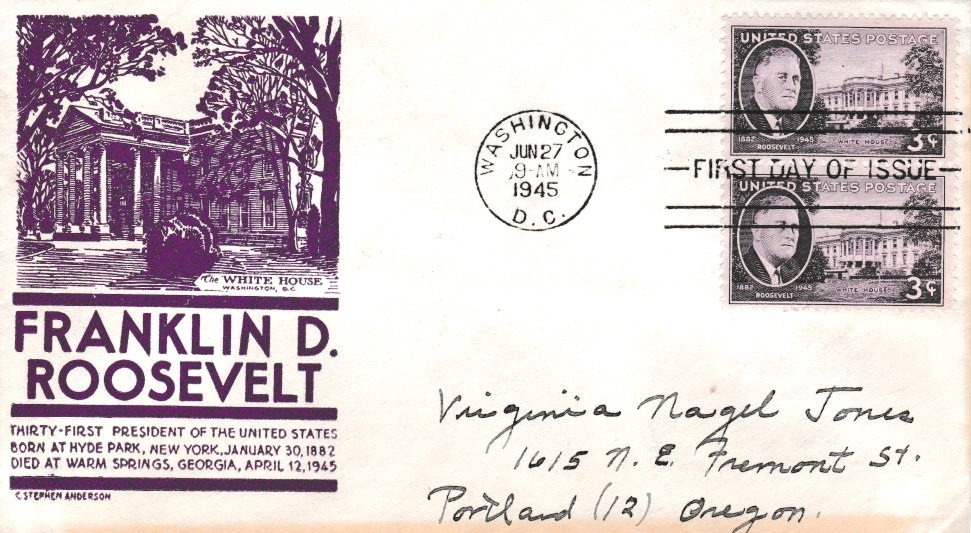 The WHITE HOUSE
WASHINGTON, D.C.
FRANKLIN D.
ROOSEVELT
THIRTY-FIRST PRESIDENT OF THE UNITED STATES
BORN AT HYDE PARK, NEW YORK, JANUARY 30, 1882
DIED AT WARM SPRINGS, GEORGIA, APRIL 12, 1945
C. STEPHEN ANDERSON
WASHINGTON
JUN 27
9-AM
1945
D.C.
UNITED STATES POSTAGE
1882 1945
ROOSEVELT
WHITE HOUSE
3¢
FIRST DAY OF ISSUE
UNITED STATES POSTAGE
1882 1945
ROOSEVELT
WHITE HOUSE
3¢
Virginia Nagel Jones
1615 N.E. Fremont St.
Portland (12) Oregon.